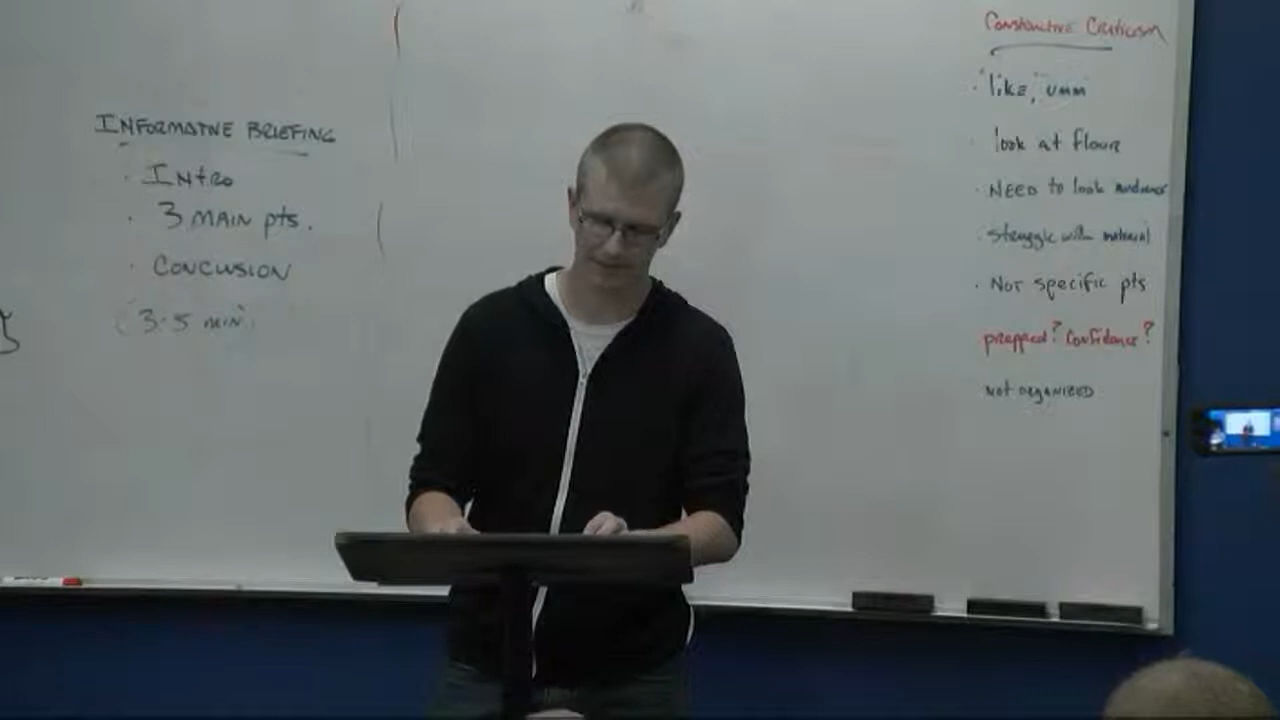 INFORMATIVE BRIEFING
· INtro
· 3 MAIN pts.
· CONCLUSION
(3-5 MIN)
Constructive Criticism
· "like, umm
· look at floor
· NEED to look audience
· struggle with material
· Not specific pts
prepped? Confidence?
not ORGANIZED